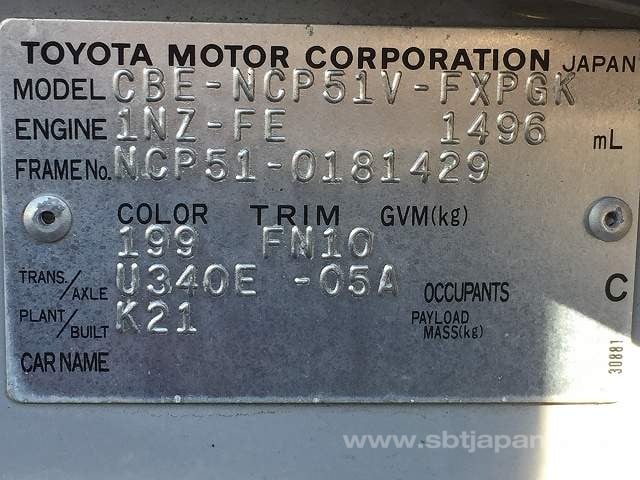 TOYOTA MOTOR CORPORATION JAPAN
MODEL CBE-NCP51V-FXPGK
ENGINE 1NZ-FE 1496 mL
FRAME No. NCP51-0181429
COLOR TRIM GVM(kg)
199 FN10
TRANS./AXLE U340E -05A OCCUPANTS C
PLANT/BUILT K21 PAYLOAD MASS(kg)
CAR NAME
30881
www.sbtjapan